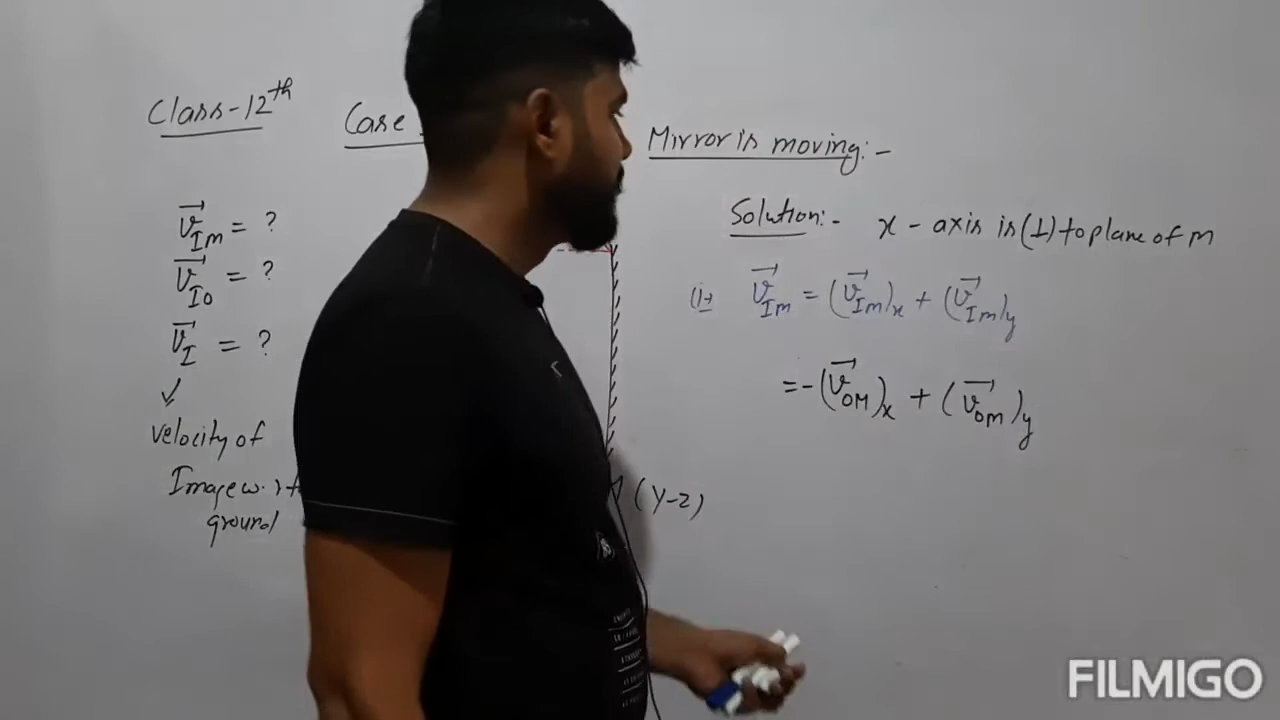 Class-12th
Case
Mirror is moving:-
v⃗Im = ?
v⃗Io = ?
v⃗I = ?
velocity of
Image w.r.t
ground
Solution:- x - axis is (⊥) to plane of m
(i)→ v⃗Im = (v⃗Im)x + (v⃗Im)y
= -(v⃗OM)x + (v⃗om)y
(Y-z)
FILMIGO